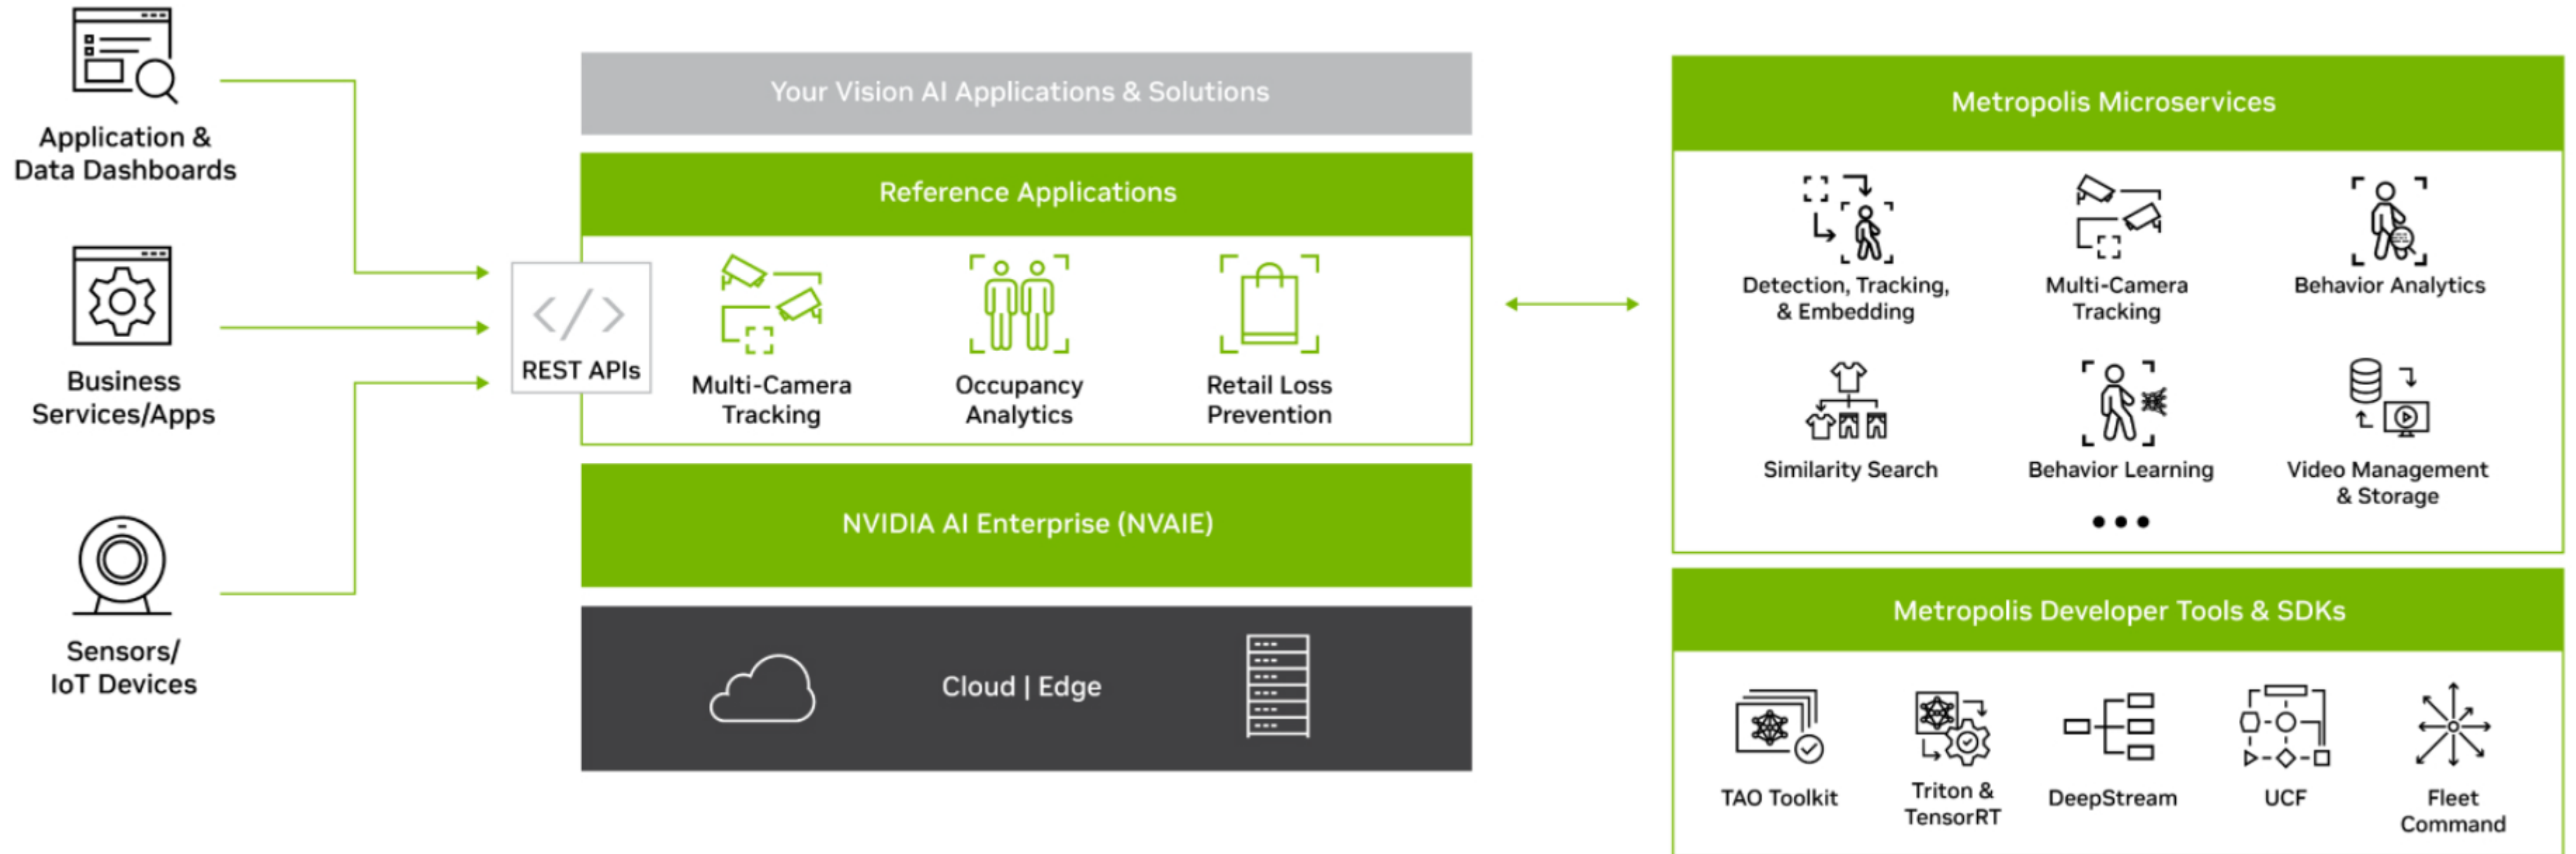 Application &
Data Dashboards
Business
Services/Apps
Sensors/
IoT Devices
REST APIs
Your Vision AI Applications & Solutions
Reference Applications
Multi-Camera
Tracking
Occupancy
Analytics
Retail Loss
Prevention
NVIDIA AI Enterprise (NVAIE)
Cloud | Edge
Metropolis Microservices
Detection, Tracking,
& Embedding
Multi-Camera
Tracking
Behavior Analytics
Similarity Search
Behavior Learning
Video Management
& Storage
Metropolis Developer Tools & SDKs
TAO Toolkit
Triton &
TensorRT
DeepStream
UCF
Fleet
Command